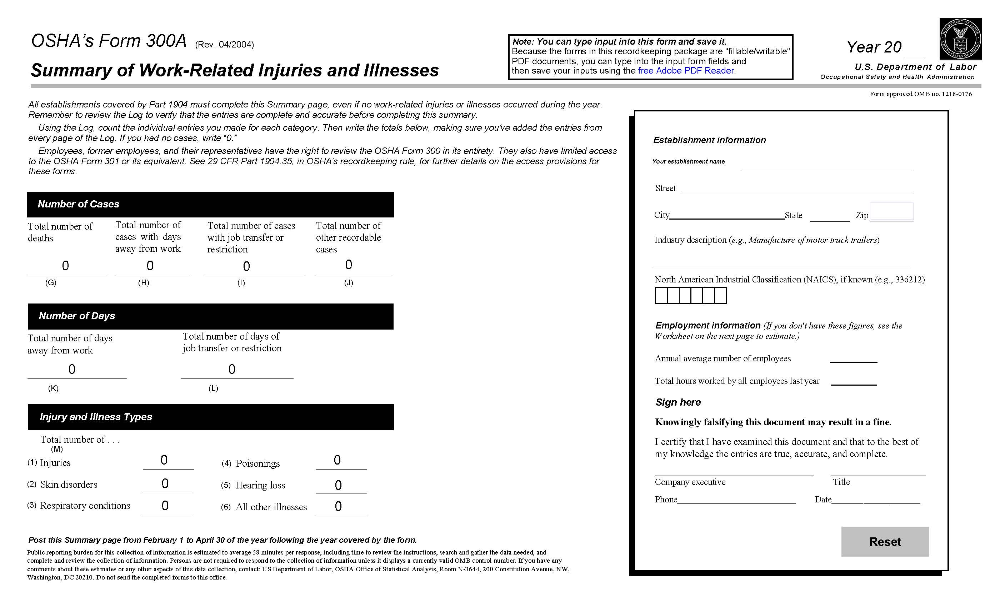 OSHA’s Form 300A (Rev. 04/2004)
Summary of Work-Related Injuries and Illnesses
Note: You can type input into this form and save it.
Because the forms in this recordkeeping package are “fillable/writable”
PDF documents, you can type into the input form fields and
then save your inputs using the free Adobe PDF Reader.
Year 20
DEPARTMENT OF LABOR
UNITED STATES OF AMERICA
U.S. Department of Labor
Occupational Safety and Health Administration
Form approved OMB no. 1218-0176
All establishments covered by Part 1904 must complete this Summary page, even if no work-related injuries or illnesses occurred during the year.
Remember to review the Log to verify that the entries are complete and accurate before completing this summary.
Using the Log, count the individual entries you made for each category. Then write the totals below, making sure you've added the entries from
every page of the Log. If you had no cases, write “0.”
Employees, former employees, and their representatives have the right to review the OSHA Form 300 in its entirety. They also have limited access
to the OSHA Form 301 or its equivalent. See 29 CFR Part 1904.35, in OSHA’s recordkeeping rule, for further details on the access provisions for
these forms.
Number of Cases
Total number of
deaths
0
(G)
Total number of
cases with days
away from work
0
(H)
Total number of cases
with job transfer or
restriction
0
(I)
Total number of
other recordable
cases
0
(J)
Number of Days
Total number of days
away from work
0
(K)
Total number of days of
job transfer or restriction
0
(L)
Injury and Illness Types
Total number of . . .
(M)
(1) Injuries 0
(2) Skin disorders 0
(3) Respiratory conditions 0
(4) Poisonings 0
(5) Hearing loss 0
(6) All other illnesses 0
Post this Summary page from February 1 to April 30 of the year following the year covered by the form.
Public reporting burden for this collection of information is estimated to average 58 minutes per response, including time to review the instructions, search and gather the data needed, and
complete and review the collection of information. Persons are not required to respond to the collection of information unless it displays a currently valid OMB control number. If you have any
comments about these estimates or any other aspects of this data collection, contact: US Department of Labor, OSHA Office of Statistical Analysis, Room N-3644, 200 Constitution Avenue, NW,
Washington, DC 20210. Do not send the completed forms to this office.
Establishment information
Your establishment name
Street
City State Zip
Industry description (e.g., Manufacture of motor truck trailers)
North American Industrial Classification (NAICS), if known (e.g., 336212)
Employment information (If you don't have these figures, see the
Worksheet on the next page to estimate.)
Annual average number of employees
Total hours worked by all employees last year
Sign here
Knowingly falsifying this document may result in a fine.
I certify that I have examined this document and that to the best of
my knowledge the entries are true, accurate, and complete.
Company executive Title
Phone Date
Reset